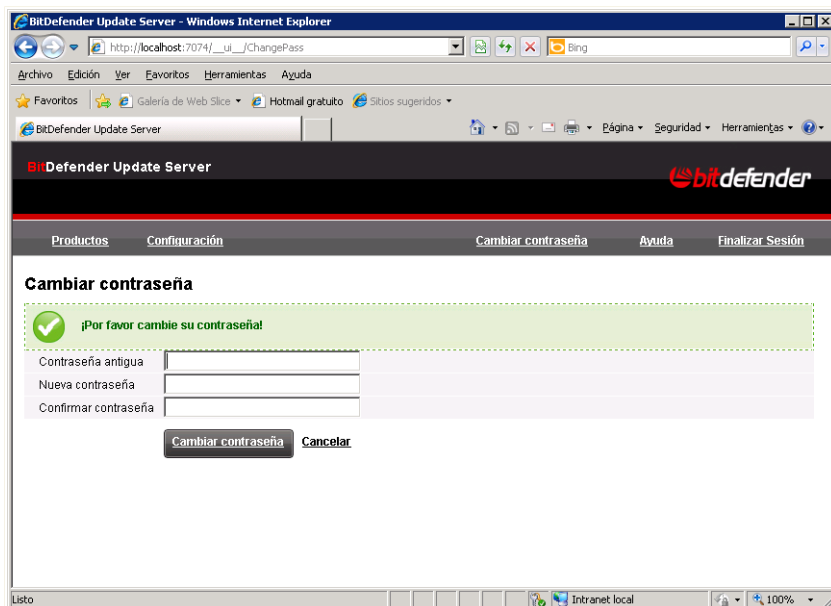 BitDefender Update Server - Windows Internet Explorer
http://localhost:7074/__ui__/ChangePass
Bing
Archivo Edición Ver Favoritos Herramientas Ayuda
Favoritos Galería de Web Slice Hotmail gratuito Sitios sugeridos
BitDefender Update Server
Página Seguridad Herramientas
BitDefender Update Server
bitdefender
Productos Configuración Cambiar contraseña Ayuda Finalizar Sesión
Cambiar contraseña
¡Por favor cambie su contraseña!
Contraseña antigua
Nueva contraseña
Confirmar contraseña
Cambiar contraseña Cancelar
Listo Intranet local 100%